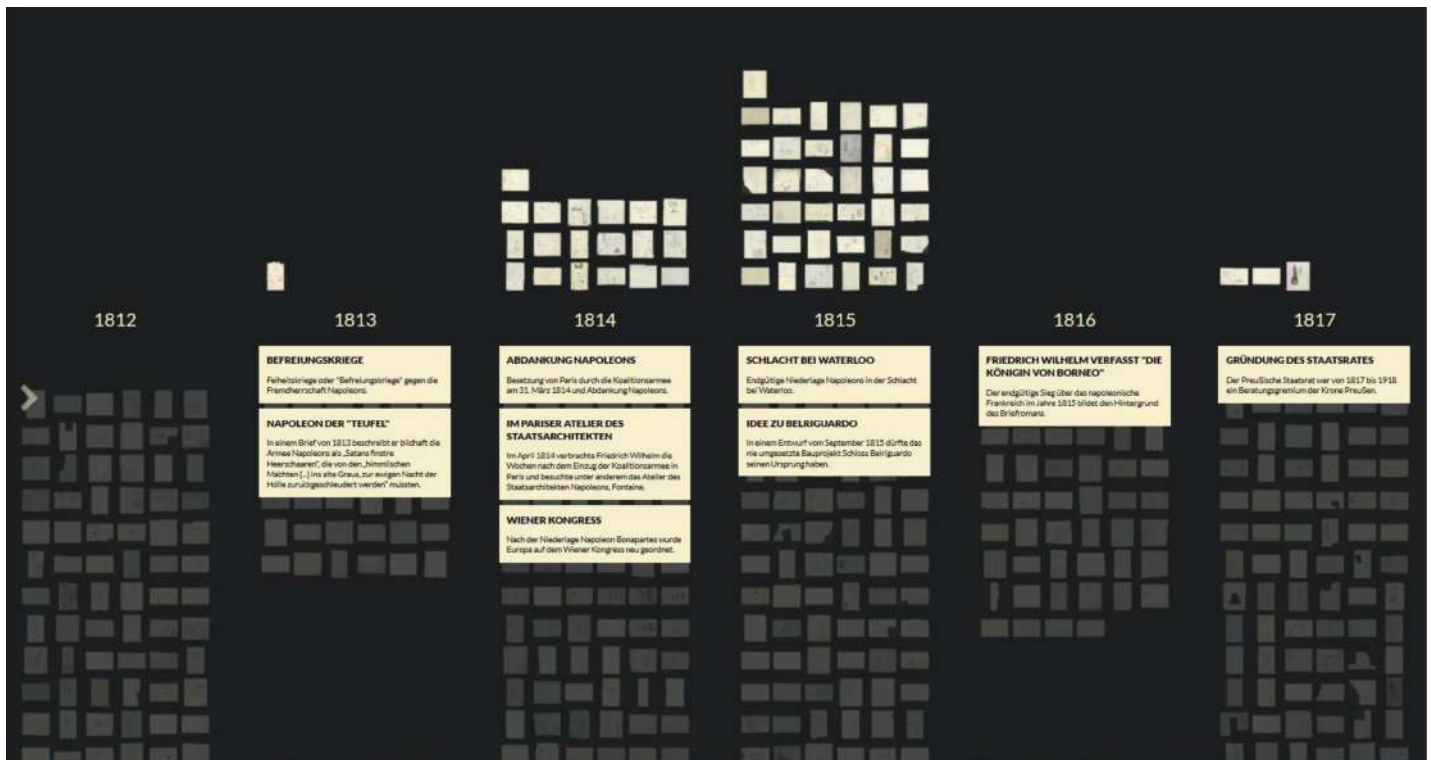 1812
1813
1814
1815
1816
1817
BEFREIUNGSKRIEGE
Feiheitskriege oder "Befreiungskriege" gegen die
Fremdherrschaft Napoleons.
NAPOLEON DER "TEUFEL"
In einem Brief von 1813 beschreibt er bildhaft die
Armee Napoleons als „Satans finstre
Heerschaaren", die von den „himmlischen
Mächten [...] ins alte Graus, zur ewigen Nacht der
Hölle zurückgeschleudert werden" müssten.
ABDANKUNG NAPOLEONS
Besetzung von Paris durch die Koalitionsarmee
am 31. März 1814 und Abdankung Napoleons.
IM PARISER ATELIER DES
STAATSARCHITEKTEN
Im April 1814 verbrachte Friedrich Wilhelm die
Wochen nach dem Einzug der Koalitionsarmee in
Paris und besuchte unter anderem das Atelier des
Staatsarchitekten Napoleons, Fontaine.
WIENER KONGRESS
Nach der Niederlage Napoleon Bonapartes wurde
Europa auf dem Wiener Kongress neu geordnet.
SCHLACHT BEI WATERLOO
Endgültige Niederlage Napoleons in der Schlacht
bei Waterloo.
IDEE ZU BELRIGUARDO
In einem Entwurf vom September 1815 dürfte das
nie umgesetzte Bauprojekt Schloss Belriguardo
seinen Ursprung haben.
FRIEDRICH WILHELM VERFASST "DIE
KÖNIGIN VON BORNEO"
Der endgültige Sieg über das napoleonische
Frankreich im Jahre 1815 bildet den Hintergrund
des Briefromans.
GRÜNDUNG DES STAATSRATES
Der Preußische Staatsrat war von 1817 bis 1918
ein Beratungsgremium der Krone Preußen.